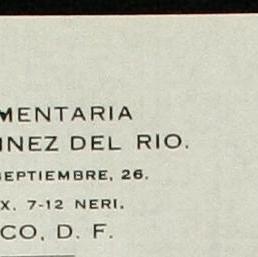 MENTARIA
INEZ DEL RIO.
SEPTIEMBRE, 26.
X. 7-12 NERI.
CO, D. F.